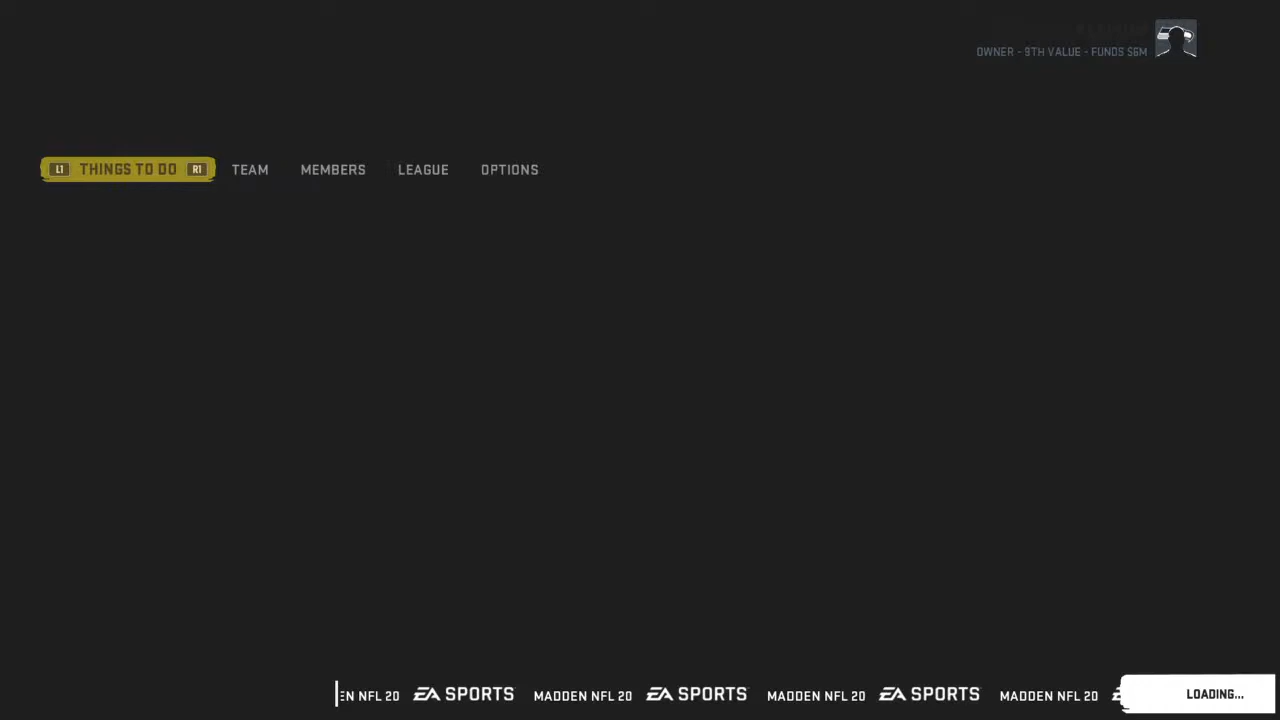 OWNER - 9TH VALUE - FUNDS $6M
L1 THINGS TO DO R1 TEAM MEMBERS LEAGUE OPTIONS
EN NFL 20 EA SPORTS MADDEN NFL 20 EA SPORTS MADDEN NFL 20 EA SPORTS MADDEN NFL 20 LOADING...